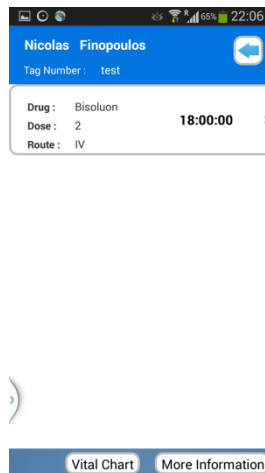 R 65% 22:06
Nicolas Finopoulos
Tag Number : test
Drug : Bisoluon
Dose : 2
18:00:00
Route : IV
Vital Chart
More Information